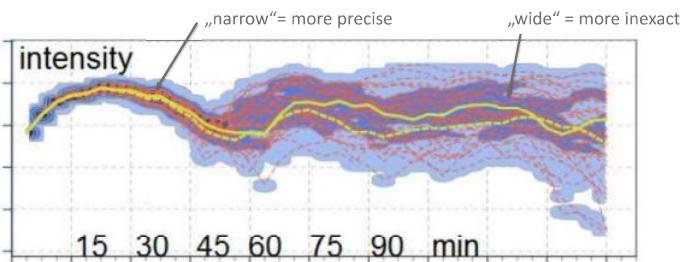 „narrow“= more precise
„wide“ = more inexact
intensity
15 30 45 60 75 90 min